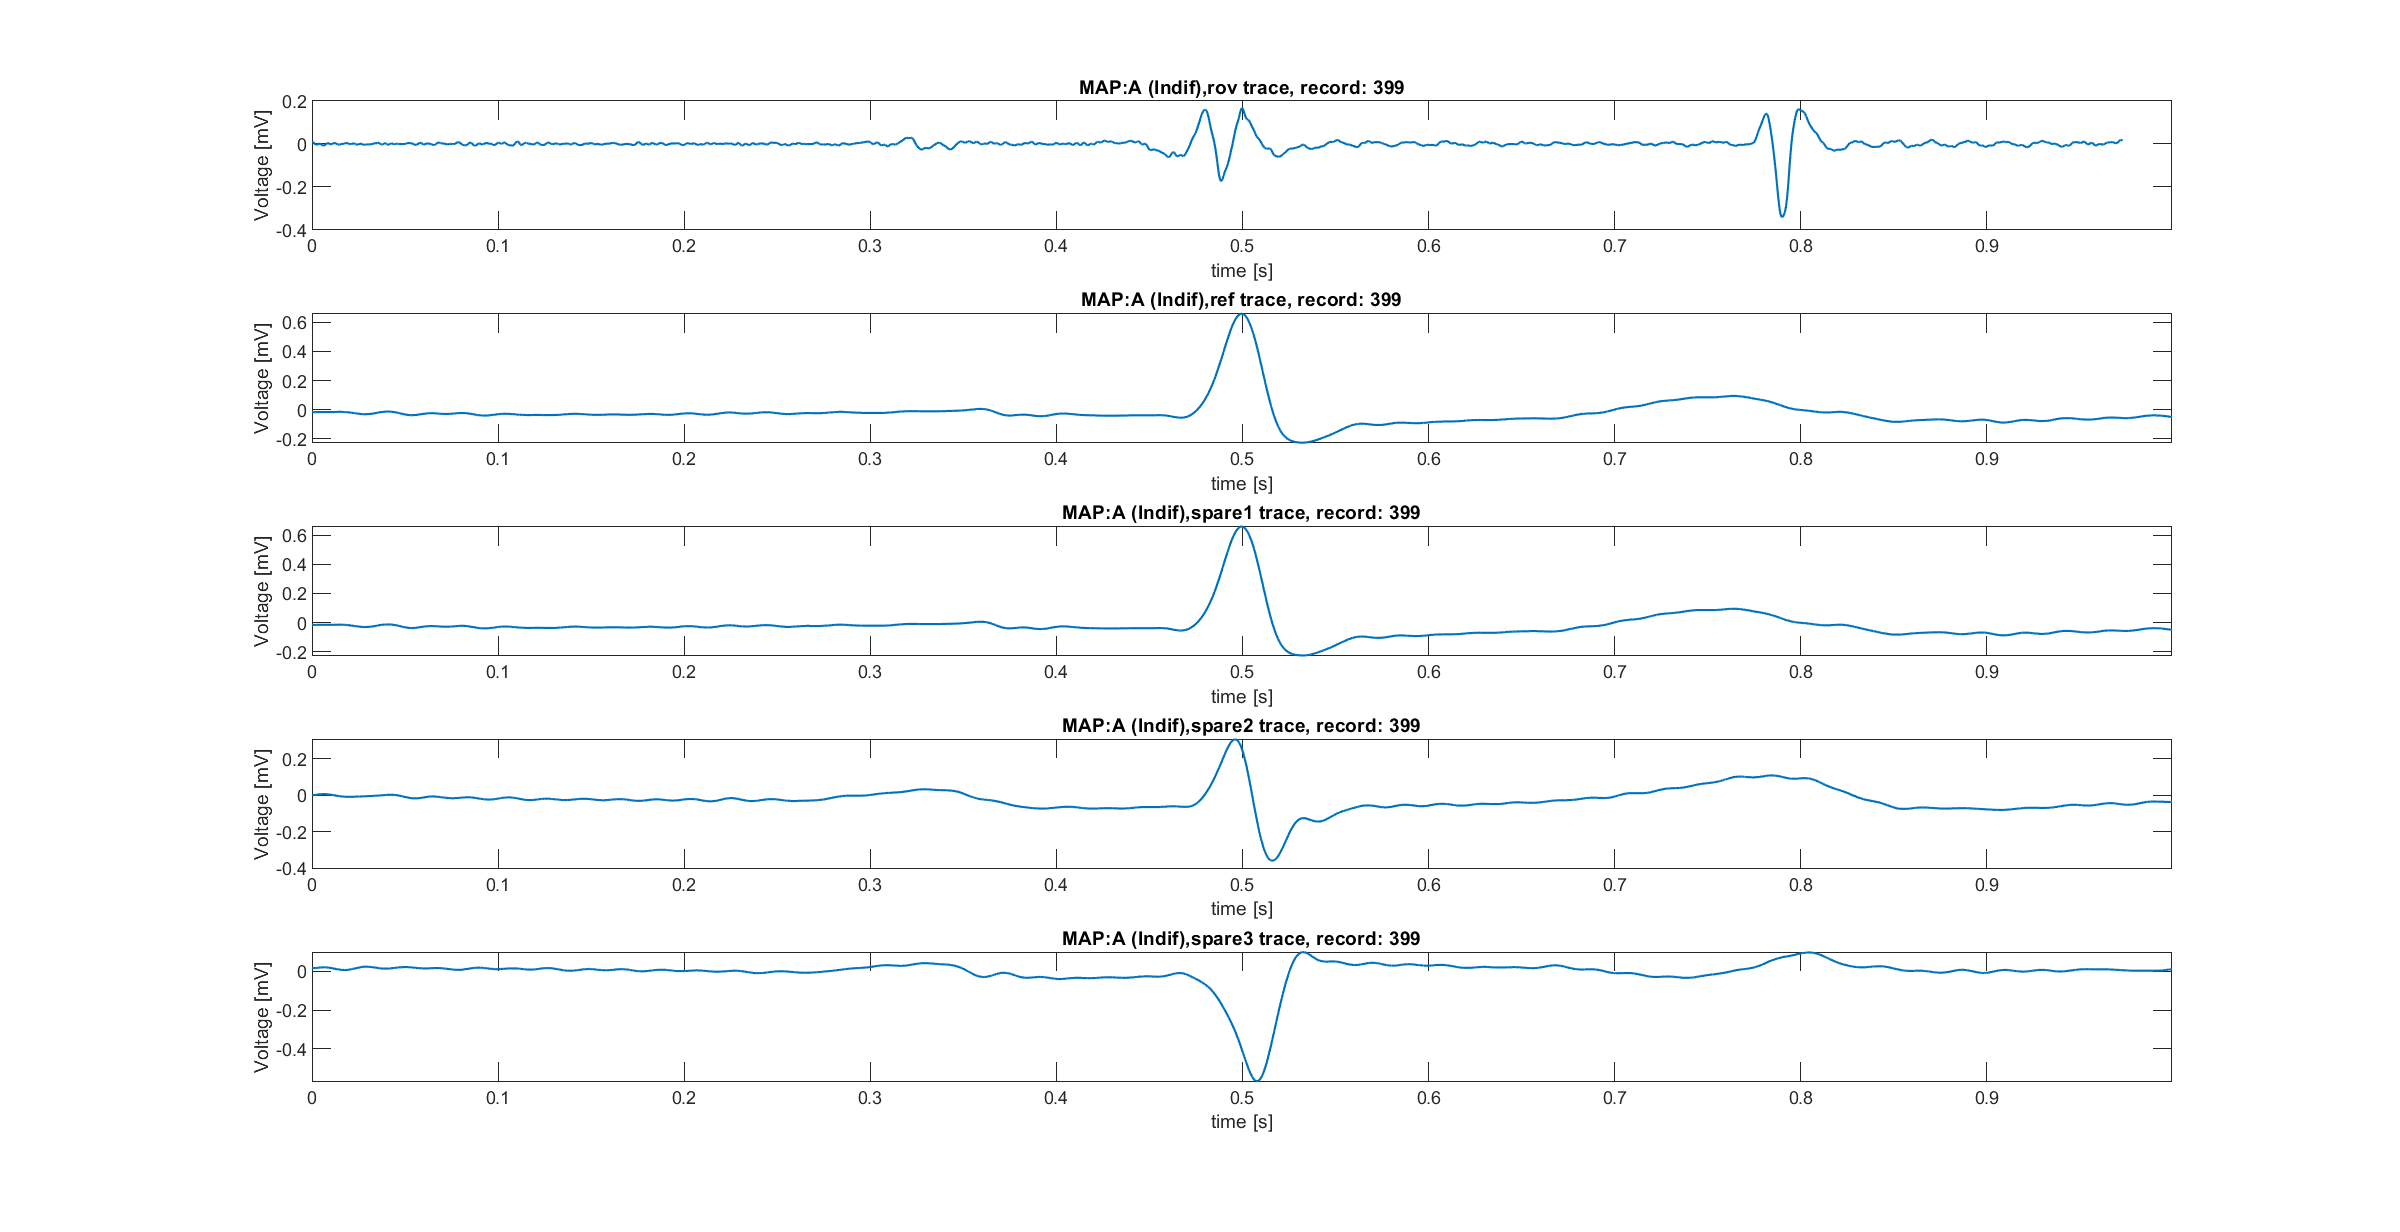 MAP:A (Indif),rov trace, record: 399
Voltage [mV]
0.2
0
-0.2
-0.4
0 0.1 0.2 0.3 0.4 0.5 0.6 0.7 0.8 0.9
time [s]
MAP:A (Indif),ref trace, record: 399
Voltage [mV]
0.6
0.4
0.2
0
-0.2
0 0.1 0.2 0.3 0.4 0.5 0.6 0.7 0.8 0.9
time [s]
MAP:A (Indif),spare1 trace, record: 399
Voltage [mV]
0.6
0.4
0.2
0
-0.2
0 0.1 0.2 0.3 0.4 0.5 0.6 0.7 0.8 0.9
time [s]
MAP:A (Indif),spare2 trace, record: 399
Voltage [mV]
0.2
0
-0.2
-0.4
0 0.1 0.2 0.3 0.4 0.5 0.6 0.7 0.8 0.9
time [s]
MAP:A (Indif),spare3 trace, record: 399
Voltage [mV]
0
-0.2
-0.4
0 0.1 0.2 0.3 0.4 0.5 0.6 0.7 0.8 0.9
time [s]